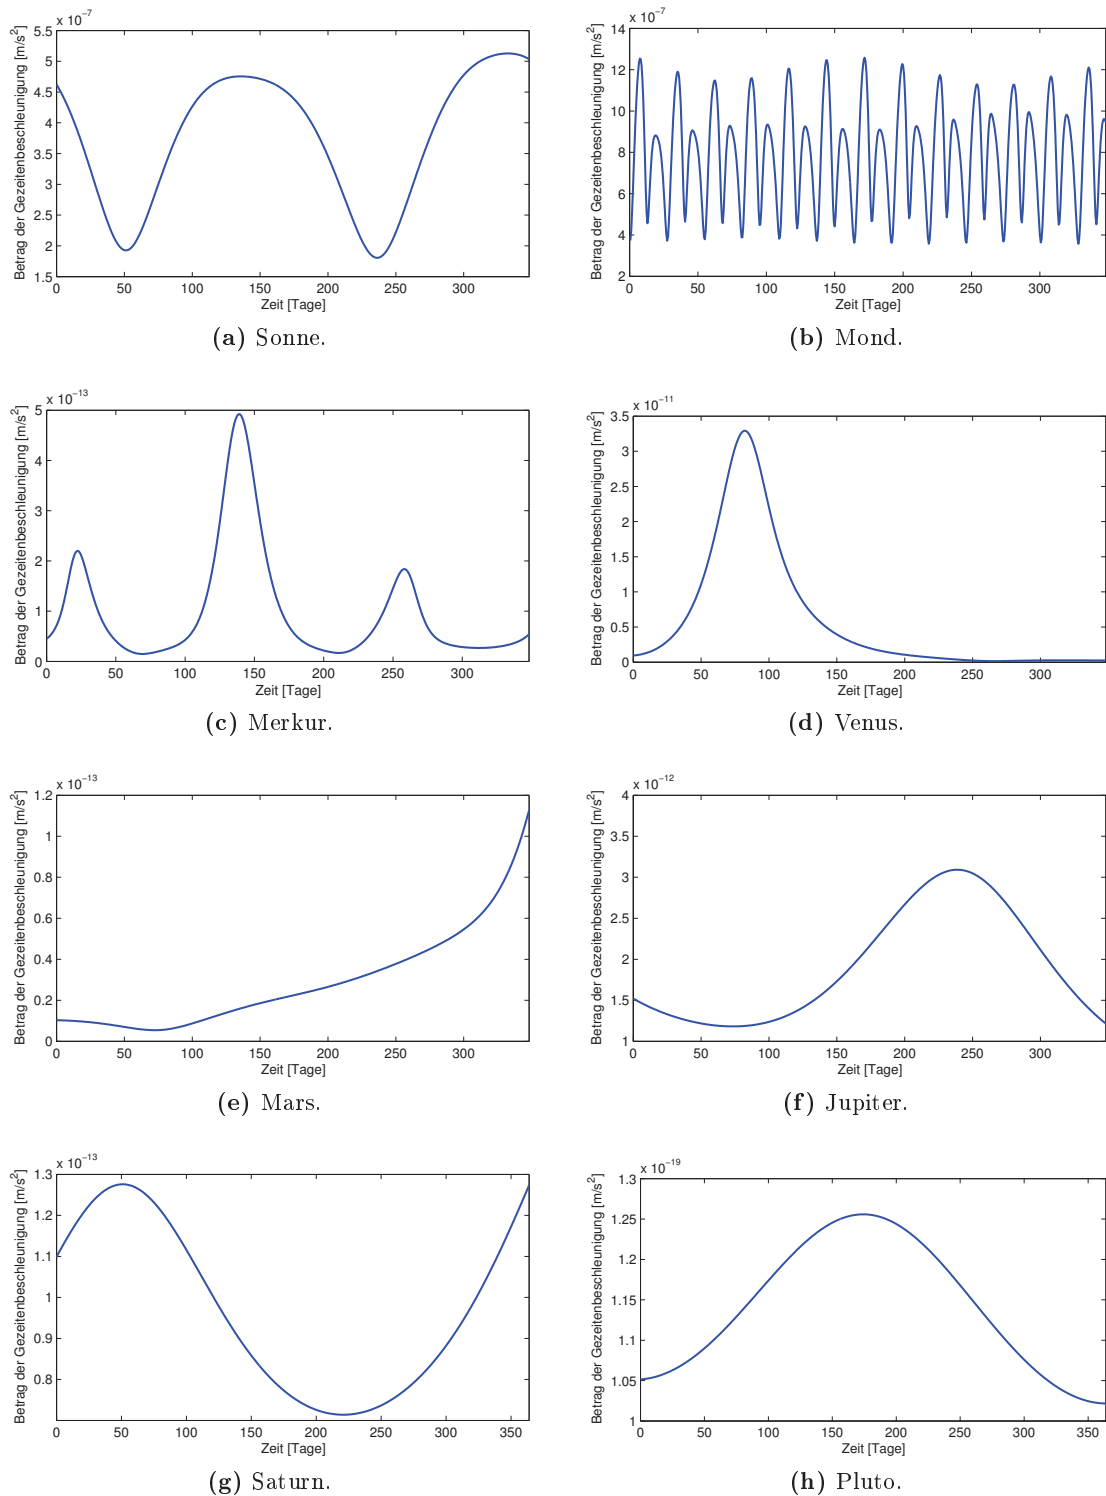 x 10⁻⁷
Betrag der Gezeitenbeschleunigung [m/s²]
5.5
5
4.5
4
3.5
3
2.5
2
1.5
0 50 100 150 200 250 300
Zeit [Tage]
(a) Sonne.
x 10⁻⁷
Betrag der Gezeitenbeschleunigung [m/s²]
14
12
10
8
6
4
2
0 50 100 150 200 250 300
Zeit [Tage]
(b) Mond.
x 10⁻¹³
Betrag der Gezeitenbeschleunigung [m/s²]
5
4
3
2
1
0
0 50 100 150 200 250 300
Zeit [Tage]
(c) Merkur.
x 10⁻¹¹
Betrag der Gezeitenbeschleunigung [m/s²]
3.5
3
2.5
2
1.5
1
0.5
0
0 50 100 150 200 250 300
Zeit [Tage]
(d) Venus.
x 10⁻¹³
Betrag der Gezeitenbeschleunigung [m/s²]
1.2
1
0.8
0.6
0.4
0.2
0
0 50 100 150 200 250 300
Zeit [Tage]
(e) Mars.
x 10⁻¹²
Betrag der Gezeitenbeschleunigung [m/s²]
4
3.5
3
2.5
2
1.5
1
0 50 100 150 200 250 300
Zeit [Tage]
(f) Jupiter.
x 10⁻¹³
Betrag der Gezeitenbeschleunigung [m/s²]
1.3
1.2
1.1
1
0.9
0.8
0 50 100 150 200 250 300 350
Zeit [Tage]
(g) Saturn.
x 10⁻¹⁹
Betrag der Gezeitenbeschleunigung [m/s²]
1.3
1.25
1.2
1.15
1.1
1.05
1
0 50 100 150 200 250 300 350
Zeit [Tage]
(h) Pluto.